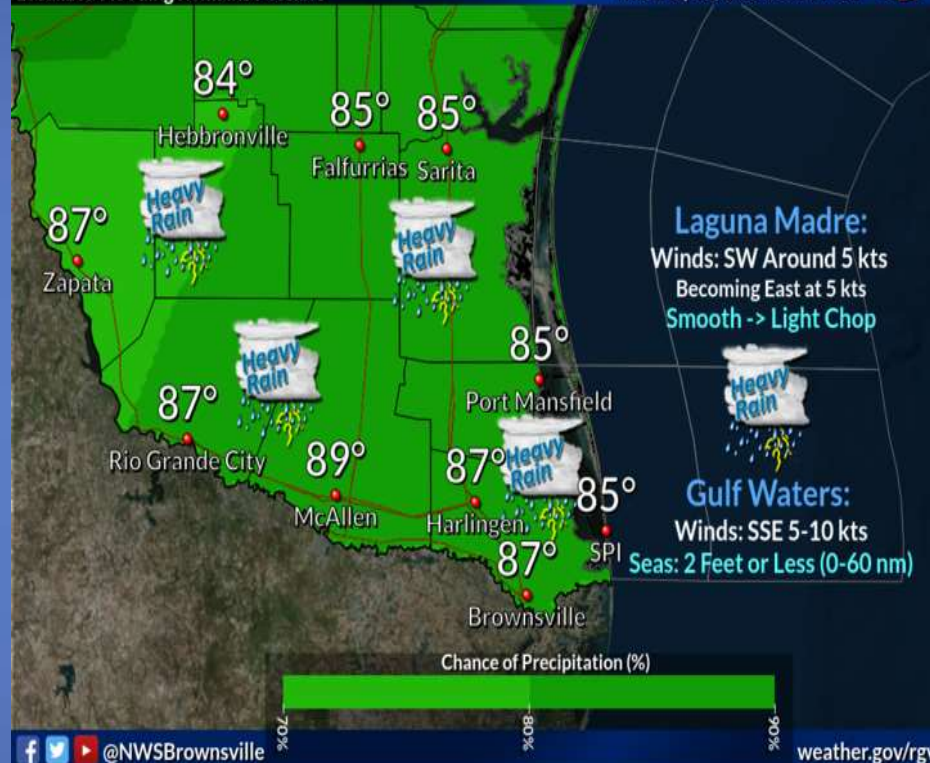 84°
Hebbronville
85°
Falfurrias
85°
Sarita
Heavy
Rain
87°
Zapata
Heavy
Rain
Laguna Madre:
Winds: SW Around 5 kts
Becoming East at 5 kts
Smooth -> Light Chop
85°
Port Mansfield
Heavy
Rain
Heavy
Rain
87°
Rio Grande City
89°
McAllen
87°
Harlingen
Heavy
Rain
85°
SPI
Gulf Waters:
Winds: SSE 5-10 kts
Seas: 2 Feet or Less (0-60 nm)
87°
Brownsville
Chance of Precipitation (%)
70%
80%
90%
@NWSBrownsville
weather.gov/rgv